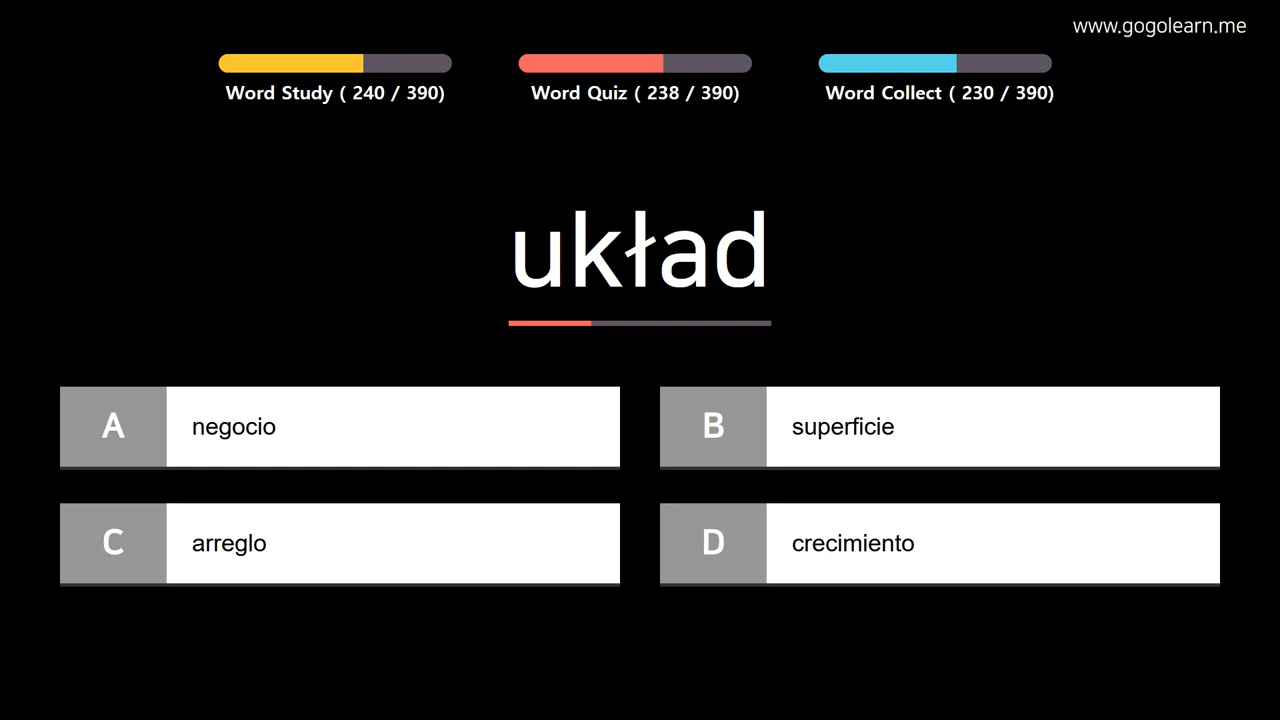 www.gogolearn.me
Word Study ( 240 / 390)
Word Quiz ( 238 / 390)
Word Collect ( 230 / 390)
układ
A negocio
B superficie
C arreglo
D crecimiento